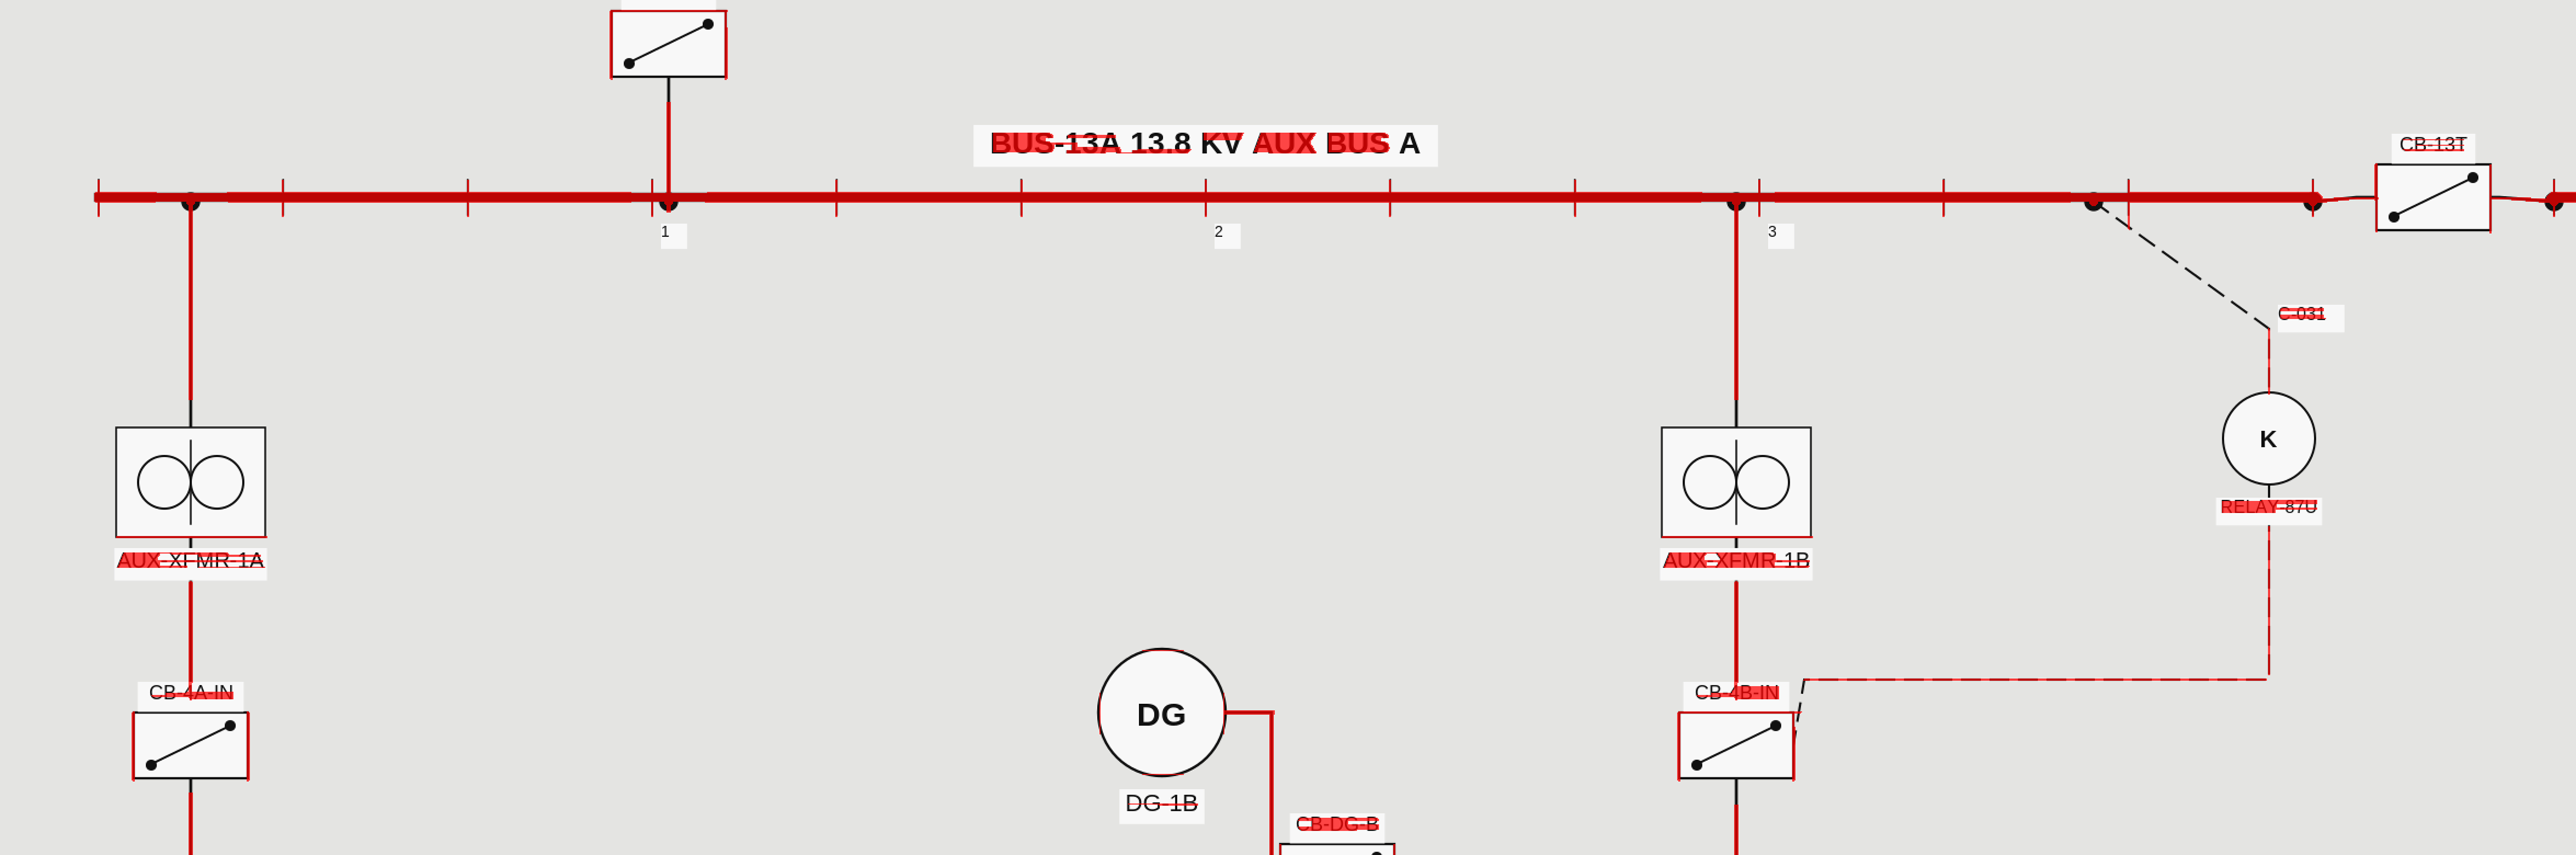 BUS-13A 13.8 KV AUX BUS A
CB-13T
1
2
3
C-031
K
RELAY-87U
AUX-XFMR-1A
AUX-XFMR-1B
CB-4A-IN
CB-4B-IN
DG
DG-1B
CB-DG-B